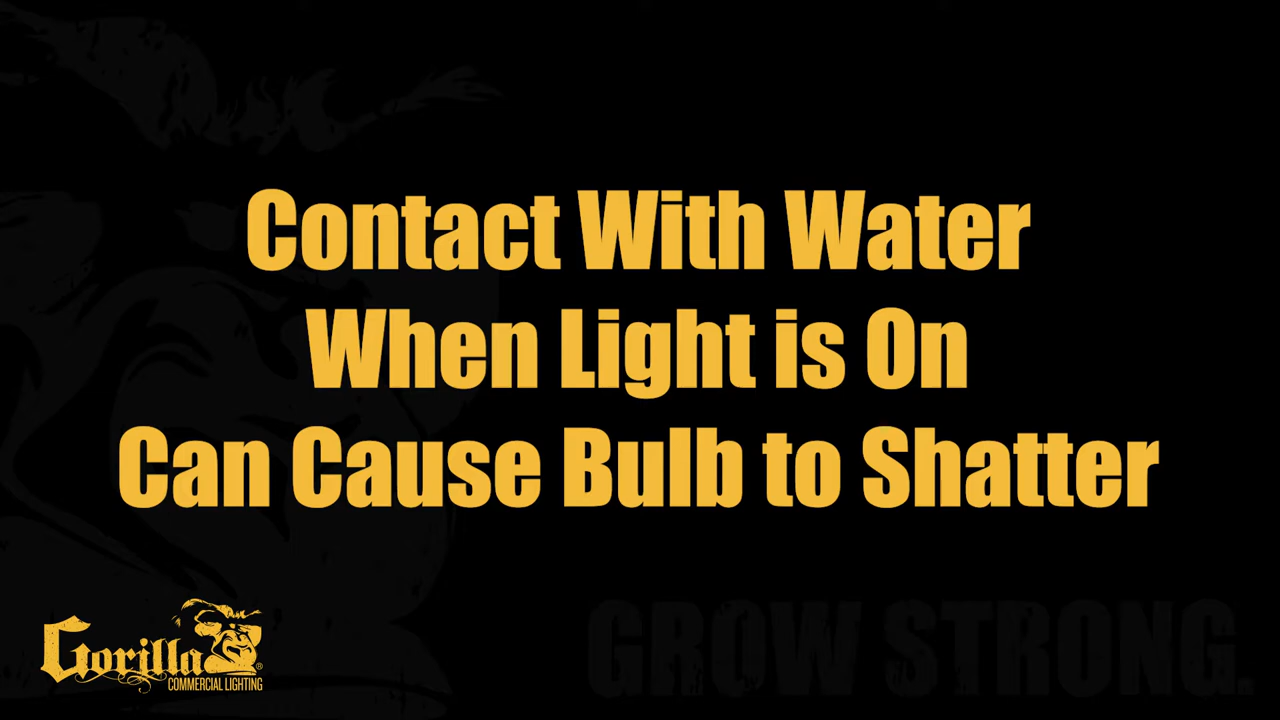 Contact With Water
When Light is On
Can Cause Bulb to Shatter
Gorilla®
COMMERCIAL LIGHTING
GROW STRONG.